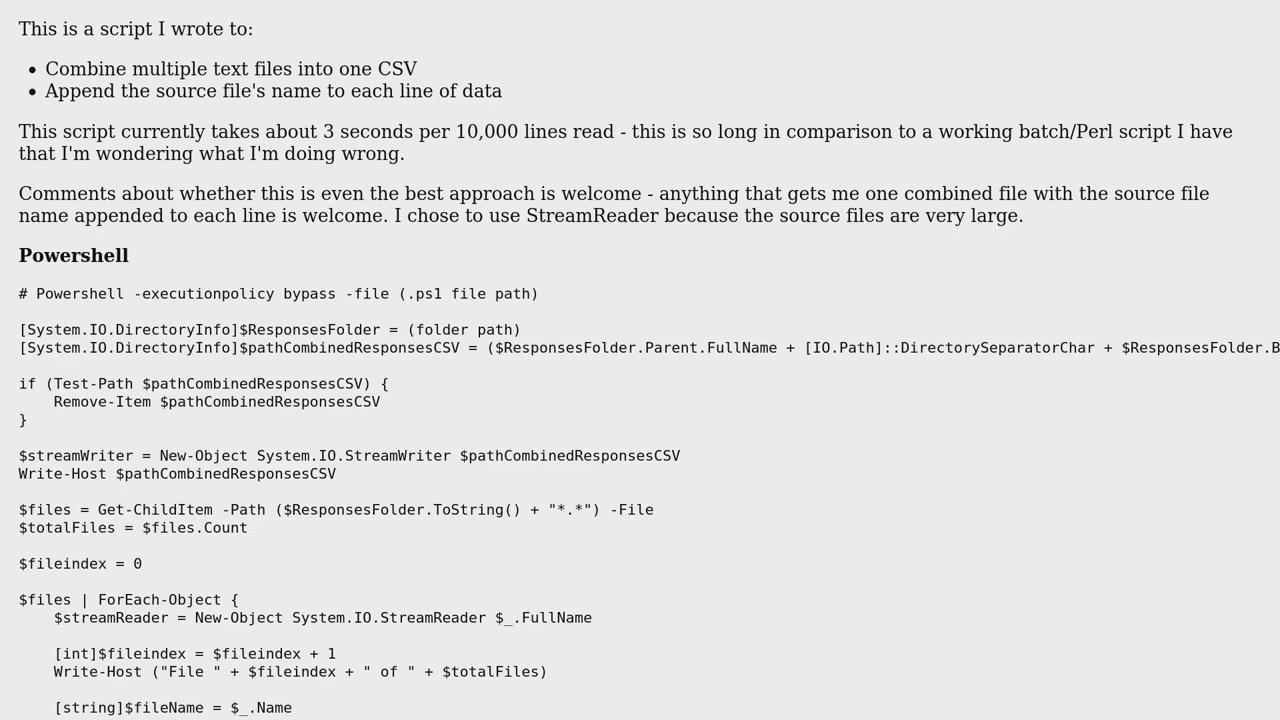 This is a script I wrote to:
• Combine multiple text files into one CSV
• Append the source file's name to each line of data
This script currently takes about 3 seconds per 10,000 lines read - this is so long in comparison to a working batch/Perl script I have
that I'm wondering what I'm doing wrong.
Comments about whether this is even the best approach is welcome - anything that gets me one combined file with the source file
name appended to each line is welcome. I chose to use StreamReader because the source files are very large.
Powershell
# Powershell -executionpolicy bypass -file (.ps1 file path)
[System.IO.DirectoryInfo]$ResponsesFolder = (folder path)
[System.IO.DirectoryInfo]$pathCombinedResponsesCSV = ($ResponsesFolder.Parent.FullName + [IO.Path]::DirectorySeparatorChar + $ResponsesFolder.B
if (Test-Path $pathCombinedResponsesCSV) {
    Remove-Item $pathCombinedResponsesCSV
}
$streamWriter = New-Object System.IO.StreamWriter $pathCombinedResponsesCSV
Write-Host $pathCombinedResponsesCSV
$files = Get-ChildItem -Path ($ResponsesFolder.ToString() + "*.*") -File
$totalFiles = $files.Count
$fileindex = 0
$files | ForEach-Object {
    $streamReader = New-Object System.IO.StreamReader $_.FullName
    [int]$fileindex = $fileindex + 1
    Write-Host ("File " + $fileindex + " of " + $totalFiles)
    [string]$fileName = $_.Name